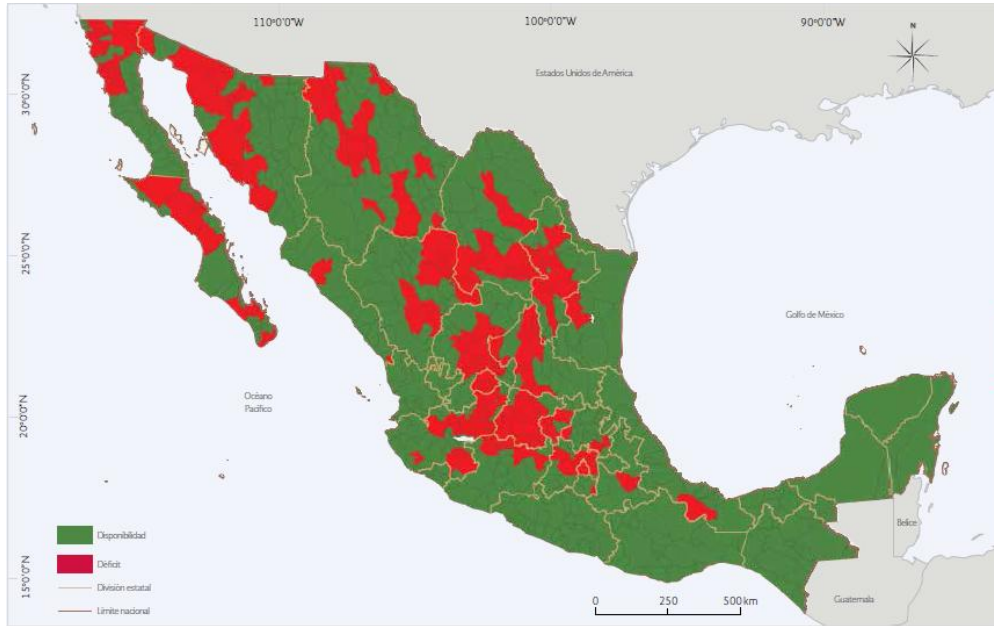 110°0'0"W
100°0'0"W
90°0'0"W
N
Estados Unidos de América
30°0'0"N
25°0'0"N
Golfo de México
20°0'0"N
Océano
Pacífico
Disponibilidad
Belice
Déficit
15°0'0"N
División estatal
Límite nacional
0 250 500 km
Guatemala